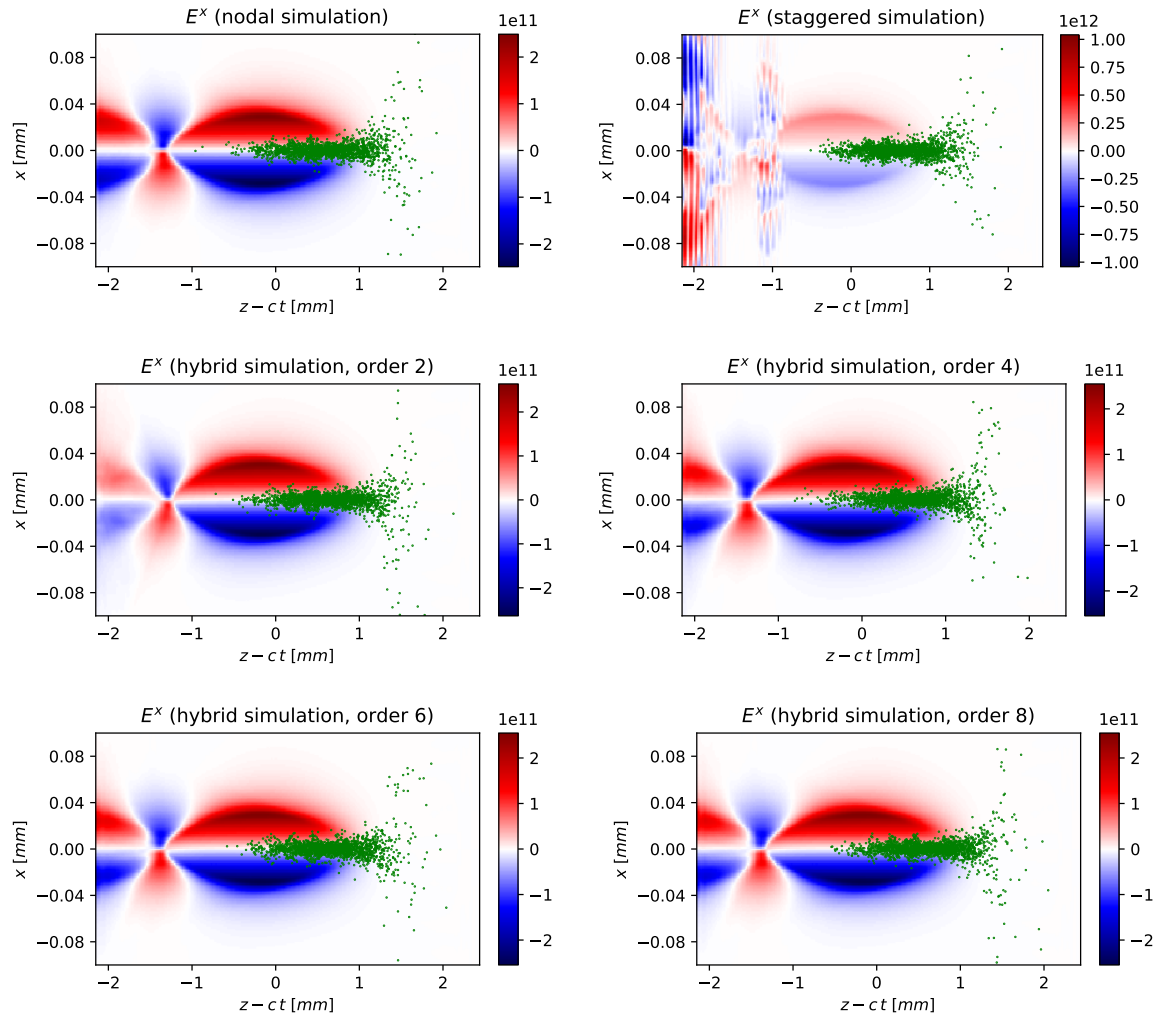 E^x (nodal simulation)
1e11
0.08
0.04
0.00
−0.04
−0.08
x [mm]
2
1
0
−1
−2
−2 −1 0 1 2
z − ct [mm]
E^x (staggered simulation)
1e12
0.08
0.04
0.00
−0.04
−0.08
x [mm]
1.00
0.75
0.50
0.25
0.00
−0.25
−0.50
−0.75
−1.00
−2 −1 0 1 2
z − ct [mm]
E^x (hybrid simulation, order 2)
1e11
0.08
0.04
0.00
−0.04
−0.08
x [mm]
2
1
0
−1
−2
−2 −1 0 1 2
z − ct [mm]
E^x (hybrid simulation, order 4)
1e11
0.08
0.04
0.00
−0.04
−0.08
x [mm]
2
1
0
−1
−2
−2 −1 0 1 2
z − ct [mm]
E^x (hybrid simulation, order 6)
1e11
0.08
0.04
0.00
−0.04
−0.08
x [mm]
2
1
0
−1
−2
−2 −1 0 1 2
z − ct [mm]
E^x (hybrid simulation, order 8)
1e11
0.08
0.04
0.00
−0.04
−0.08
x [mm]
2
1
0
−1
−2
−2 −1 0 1 2
z − ct [mm]